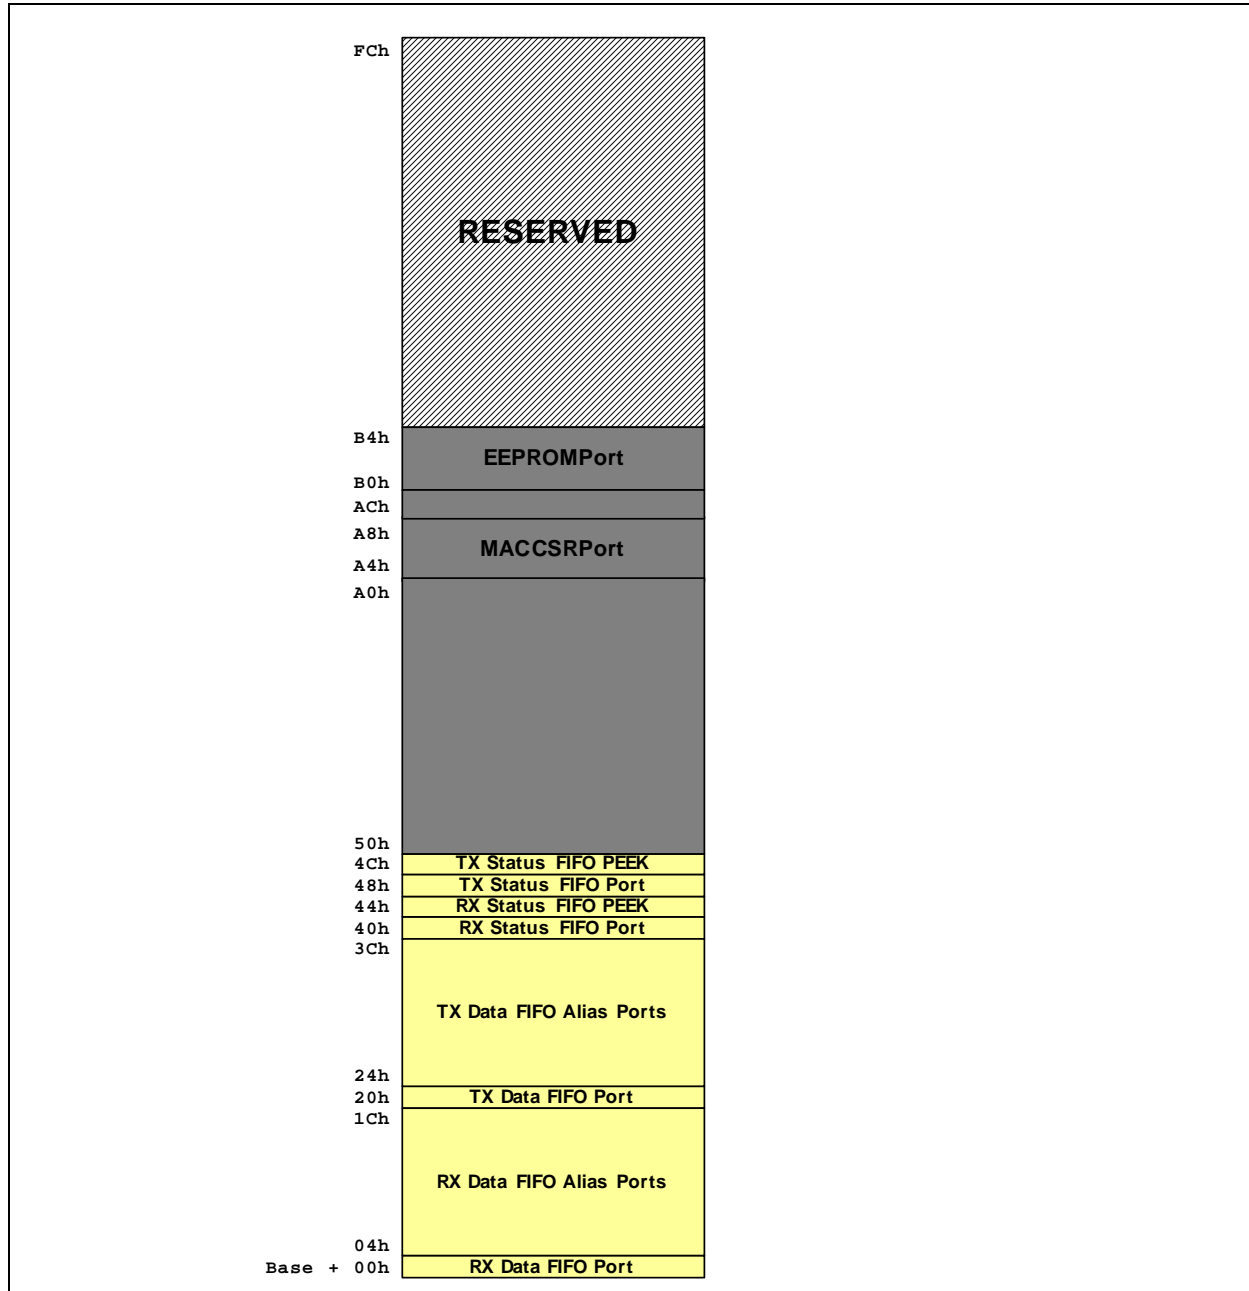 FCh
RESERVED
B4h
EEPROMPort
B0h
ACh
A8h
MACCSRPort
A4h
A0h
50h
4Ch TX Status FIFO PEEK
48h TX Status FIFO Port
44h RX Status FIFO PEEK
40h RX Status FIFO Port
3Ch
TX Data FIFO Alias Ports
24h
20h TX Data FIFO Port
1Ch
RX Data FIFO Alias Ports
04h
Base + 00h RX Data FIFO Port